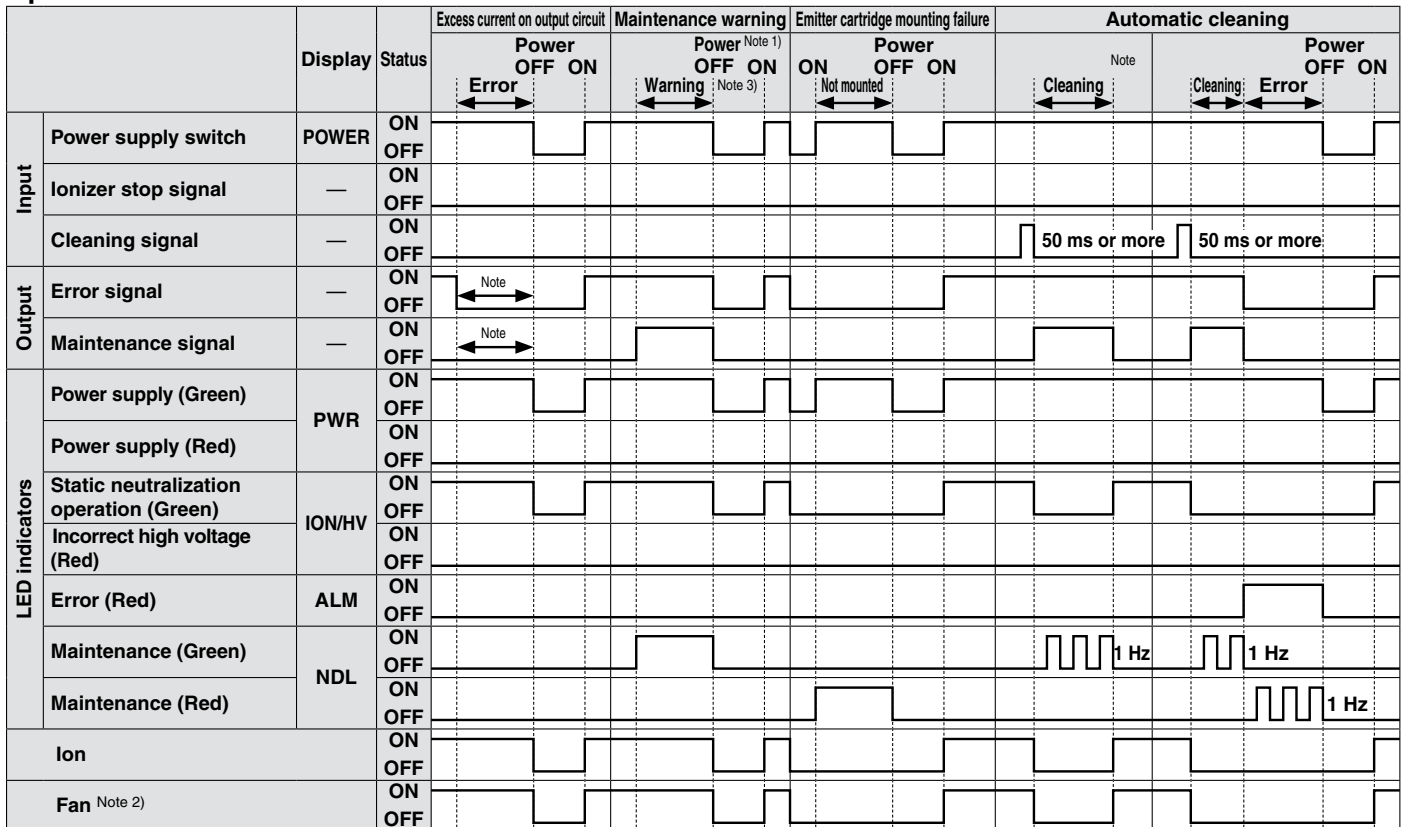 Excess current on output circuit Maintenance warning Emitter cartridge mounting failure Automatic cleaning
Display Status
Power OFF ON
Error
Power Note 1) OFF ON
Warning Note 3)
Power
ON OFF ON
Not mounted
Note
Cleaning
Power OFF ON
Cleaning Error
Input
Power supply switch POWER ON OFF
Ionizer stop signal — ON OFF
Cleaning signal — ON OFF 50 ms or more 50 ms or more
Output
Error signal — ON OFF Note
Maintenance signal — ON OFF Note
LED indicators
Power supply (Green) PWR ON OFF
Power supply (Red) ON OFF
Static neutralization operation (Green) ION/HV ON OFF
Incorrect high voltage (Red) ON OFF
Error (Red) ALM ON OFF
Maintenance (Green) NDL ON OFF 1 Hz 1 Hz
Maintenance (Red) ON OFF 1 Hz
Ion ON OFF
Fan Note 2) ON OFF